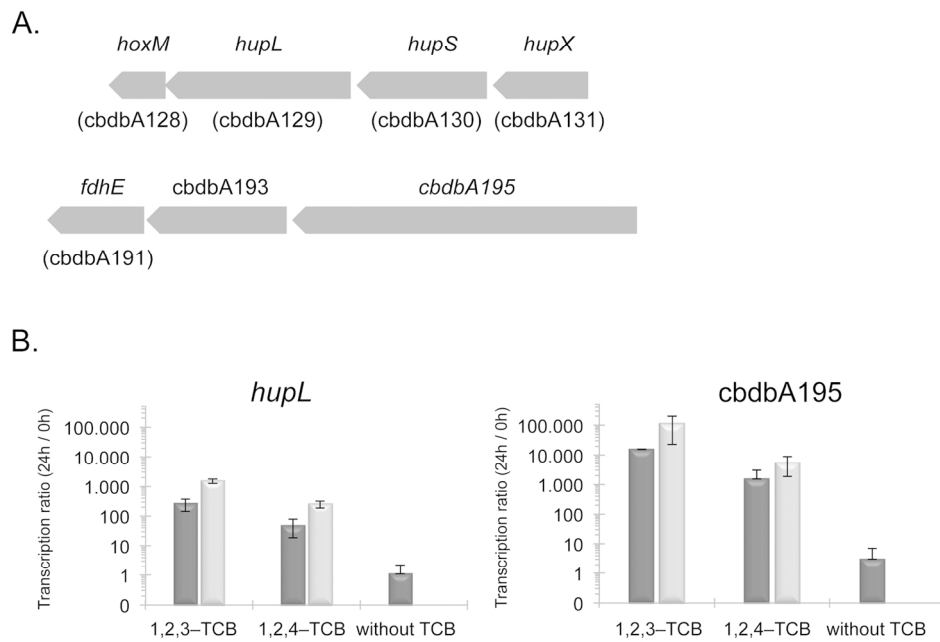 A.
hoxM hupL hupS hupX
(cbdbA128) (cbdbA129) (cbdbA130) (cbdbA131)
fdhE cbdbA193 cbdbA195
(cbdbA191)
B.
hupL
Transcription ratio (24h / 0h)
100.000
10.000
1.000
100
10
1
0
1,2,3–TCB 1,2,4–TCB without TCB
cbdbA195
Transcription ratio (24h / 0h)
100.000
10.000
1.000
100
10
1
0
1,2,3–TCB 1,2,4–TCB without TCB